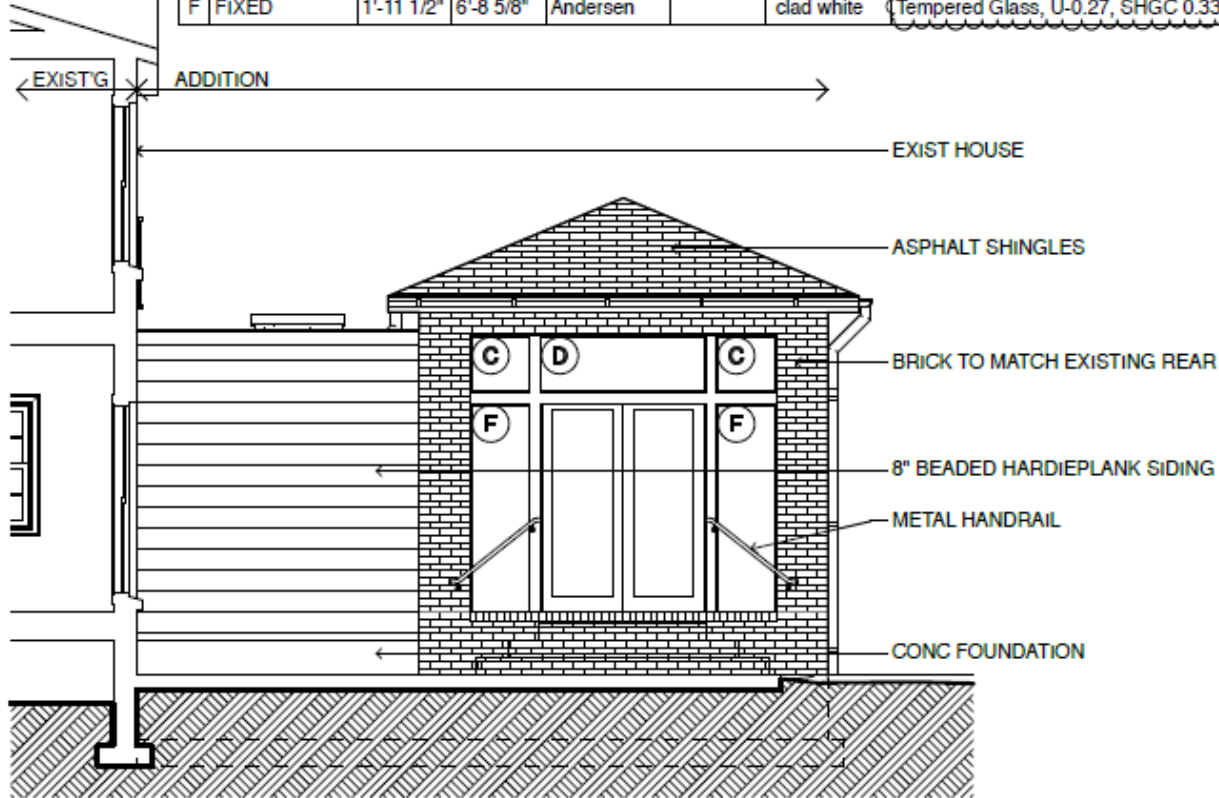 F FIXED 1'-11 1/2" 6'-8 5/8" Andersen clad white Tempered Glass, U-0.27, SHGC 0.33
EXIST'G ADDITION
EXIST HOUSE
ASPHALT SHINGLES
C D C
BRICK TO MATCH EXISTING REAR
F F
8" BEADED HARDIEPLANK SIDING
METAL HANDRAIL
CONC FOUNDATION